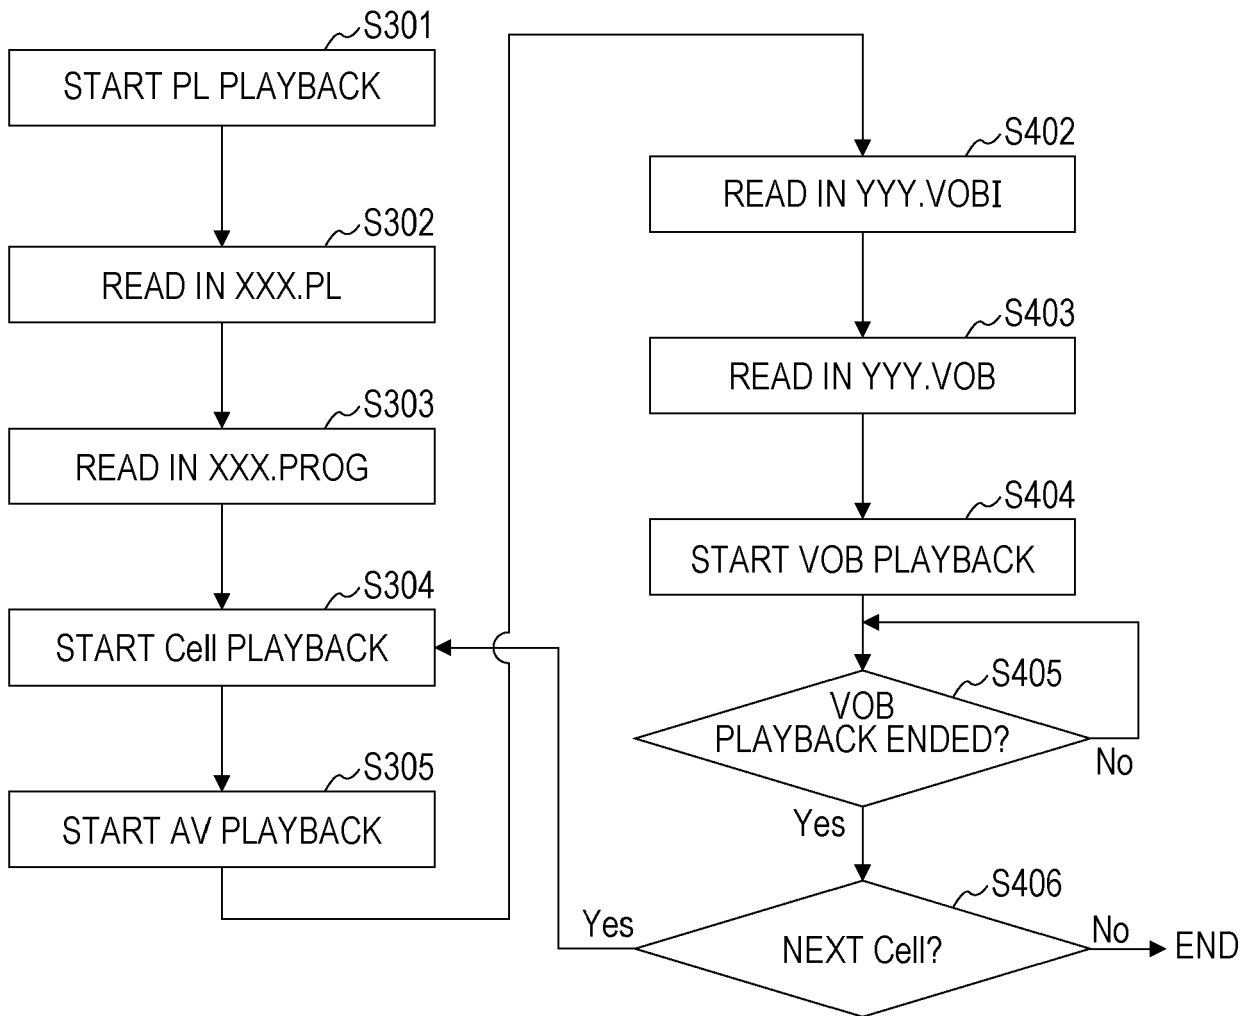 S301
START PL PLAYBACK
S302
READ IN XXX.PL
S303
READ IN XXX.PROG
S304
START Cell PLAYBACK
S305
START AV PLAYBACK
S402
READ IN YYY.VOBI
S403
READ IN YYY.VOB
S404
START VOB PLAYBACK
S405
VOB
PLAYBACK ENDED?
No
Yes
S406
Yes
NEXT Cell?
No
END